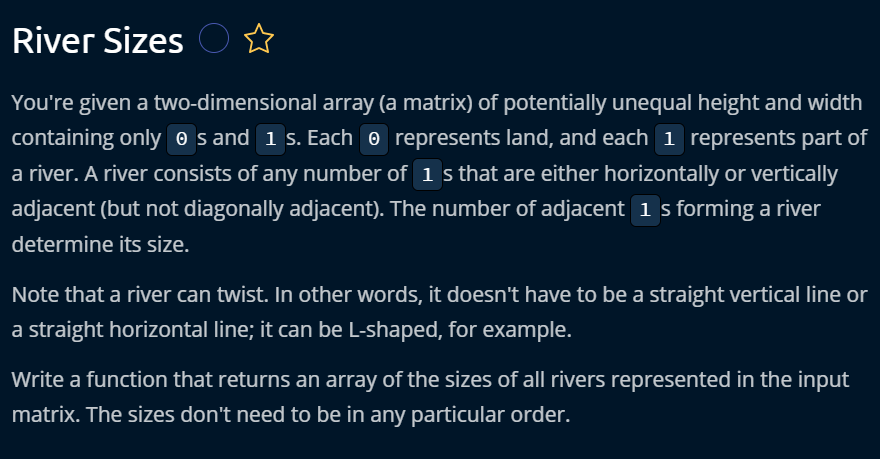 River Sizes
You're given a two-dimensional array (a matrix) of potentially unequal height and width
containing only 0s and 1s. Each 0 represents land, and each 1 represents part of
a river. A river consists of any number of 1s that are either horizontally or vertically
adjacent (but not diagonally adjacent). The number of adjacent 1s forming a river
determine its size.
Note that a river can twist. In other words, it doesn't have to be a straight vertical line or
a straight horizontal line; it can be L-shaped, for example.
Write a function that returns an array of the sizes of all rivers represented in the input
matrix. The sizes don't need to be in any particular order.